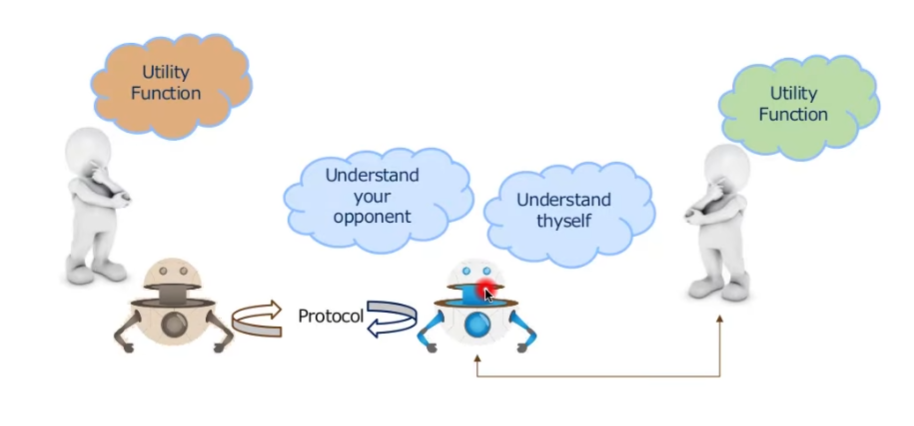 Utility
Function
Utility
Function
Understand
your
opponent
Understand
thyself
Protocol